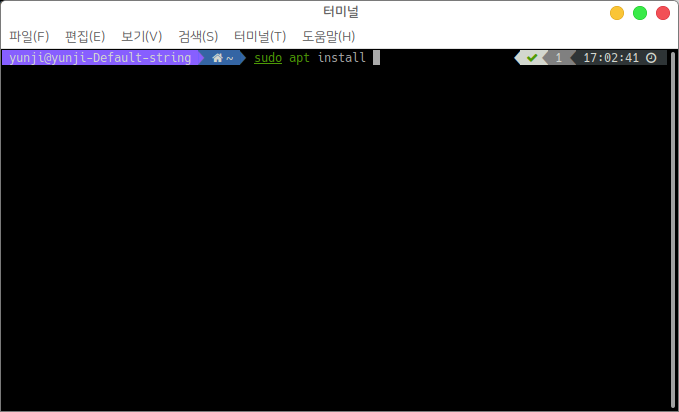 터미널
파일(F) 편집(E) 보기(V) 검색(S) 터미널(T) 도움말(H)
yunji@yunji-Default-string ~ sudo apt install ✔ 1 17:02:41